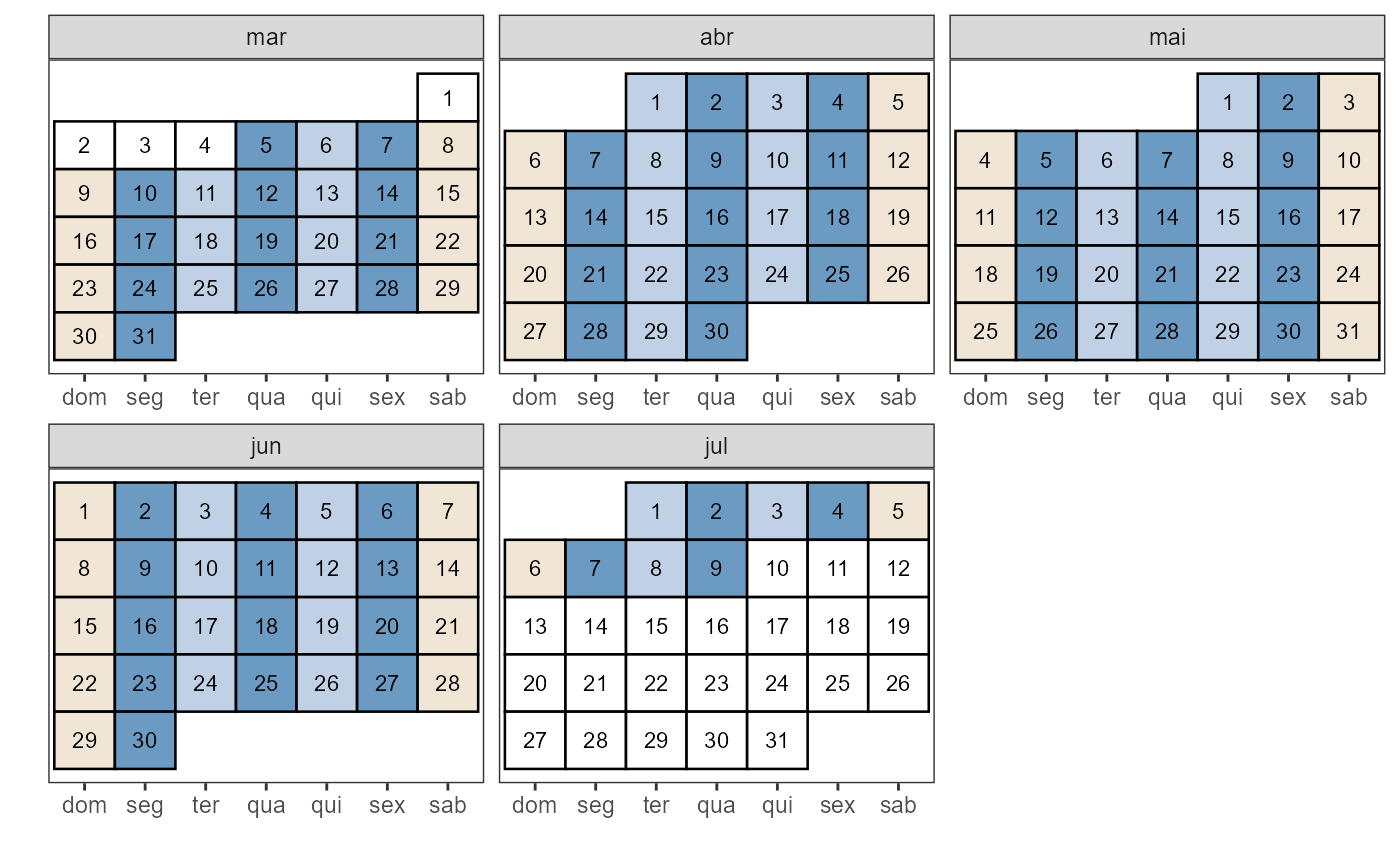 mar
1
2 3 4 5 6 7 8
9 10 11 12 13 14 15
16 17 18 19 20 21 22
23 24 25 26 27 28 29
30 31
dom seg ter qua qui sex sab
abr
1 2 3 4 5
6 7 8 9 10 11 12
13 14 15 16 17 18 19
20 21 22 23 24 25 26
27 28 29 30
dom seg ter qua qui sex sab
mai
1 2 3
4 5 6 7 8 9 10
11 12 13 14 15 16 17
18 19 20 21 22 23 24
25 26 27 28 29 30 31
dom seg ter qua qui sex sab
jun
1 2 3 4 5 6 7
8 9 10 11 12 13 14
15 16 17 18 19 20 21
22 23 24 25 26 27 28
29 30
dom seg ter qua qui sex sab
jul
1 2 3 4 5
6 7 8 9 10 11 12
13 14 15 16 17 18 19
20 21 22 23 24 25 26
27 28 29 30 31
dom seg ter qua qui sex sab